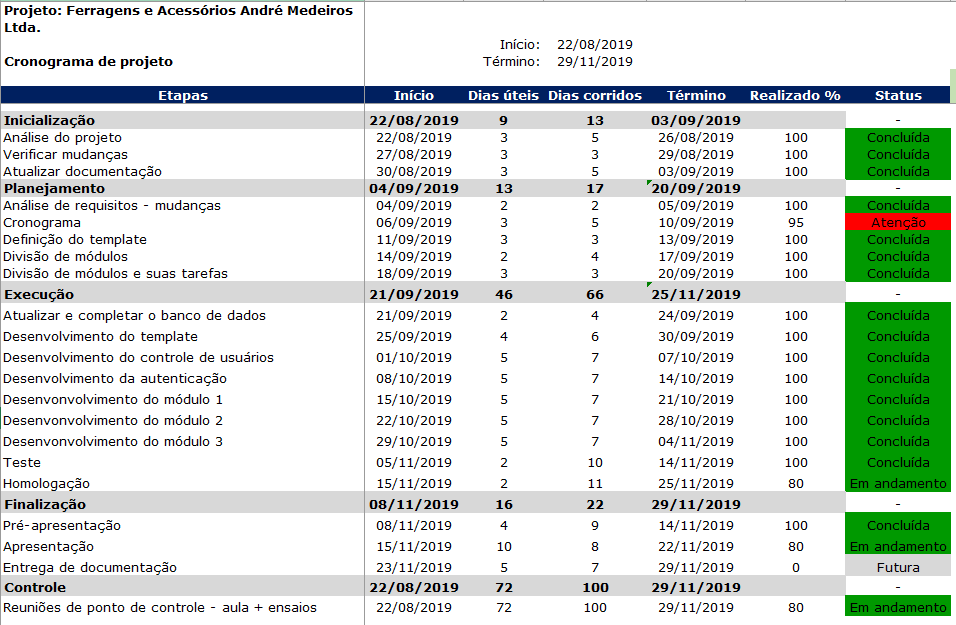 Projeto: Ferragens e Acessórios André Medeiros
Ltda.
Início: 22/08/2019
Cronograma de projeto Término: 29/11/2019
Etapas Início Dias úteis Dias corridos Término Realizado % Status
Inicialização 22/08/2019 9 13 03/09/2019 -
Análise do projeto 22/08/2019 3 5 26/08/2019 100 Concluída
Verificar mudanças 27/08/2019 3 3 29/08/2019 100 Concluída
Atualizar documentação 30/08/2019 3 5 03/09/2019 100 Concluída
Planejamento 04/09/2019 13 17 20/09/2019 -
Análise de requisitos - mudanças 04/09/2019 2 2 05/09/2019 100 Concluída
Cronograma 06/09/2019 3 5 10/09/2019 95 Atenção
Definição do template 11/09/2019 3 3 13/09/2019 100 Concluída
Divisão de módulos 14/09/2019 2 4 17/09/2019 100 Concluída
Divisão de módulos e suas tarefas 18/09/2019 3 3 20/09/2019 100 Concluída
Execução 21/09/2019 46 66 25/11/2019 -
Atualizar e completar o banco de dados 21/09/2019 2 4 24/09/2019 100 Concluída
Desenvolvimento do template 25/09/2019 4 6 30/09/2019 100 Concluída
Desenvolvimento do controle de usuários 01/10/2019 5 7 07/10/2019 100 Concluída
Desenvolvimento da autenticação 08/10/2019 5 7 14/10/2019 100 Concluída
Desenvonvolvimento do módulo 1 15/10/2019 5 7 21/10/2019 100 Concluída
Desenvonvolvimento do módulo 2 22/10/2019 5 7 28/10/2019 100 Concluída
Desenvonvolvimento do módulo 3 29/10/2019 5 7 04/11/2019 100 Concluída
Teste 05/11/2019 2 10 14/11/2019 100 Concluída
Homologação 15/11/2019 2 11 25/11/2019 80 Em andamento
Finalização 08/11/2019 16 22 29/11/2019 -
Pré-apresentação 08/11/2019 4 9 14/11/2019 100 Concluída
Apresentação 15/11/2019 10 8 22/11/2019 80 Em andamento
Entrega de documentação 23/11/2019 5 7 29/11/2019 0 Futura
Controle 22/08/2019 72 100 29/11/2019 -
Reuniões de ponto de controle - aula + ensaios 22/08/2019 72 100 29/11/2019 80 Em andamento